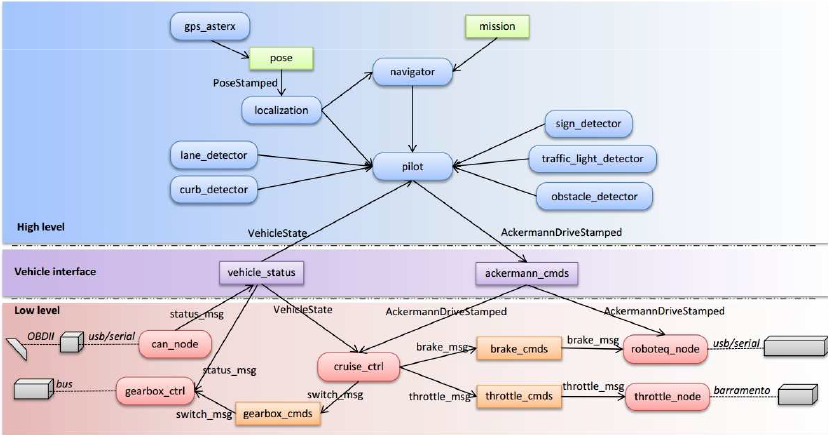 gps_asterx
mission
pose
navigator
PoseStamped
localization
sign_detector
lane_detector
traffic_light_detector
pilot
curb_detector
obstacle_detector
High level
VehicleState
AckermannDriveStamped
Vehicle interface
vehicle_status
ackermann_cmds
Low level
status_msg
VehicleState
AckermannDriveStamped
AckermannDriveStamped
OBDII
usb/serial
can_node
brake_msg
brake_cmds
brake_msg
roboteq_node
usb/serial
status_msg
cruise_ctrl
bus
gearbox_ctrl
switch_msg
throttle_msg
throttle_cmds
throttle_msg
throttle_node
barramento
switch_msg
gearbox_cmds